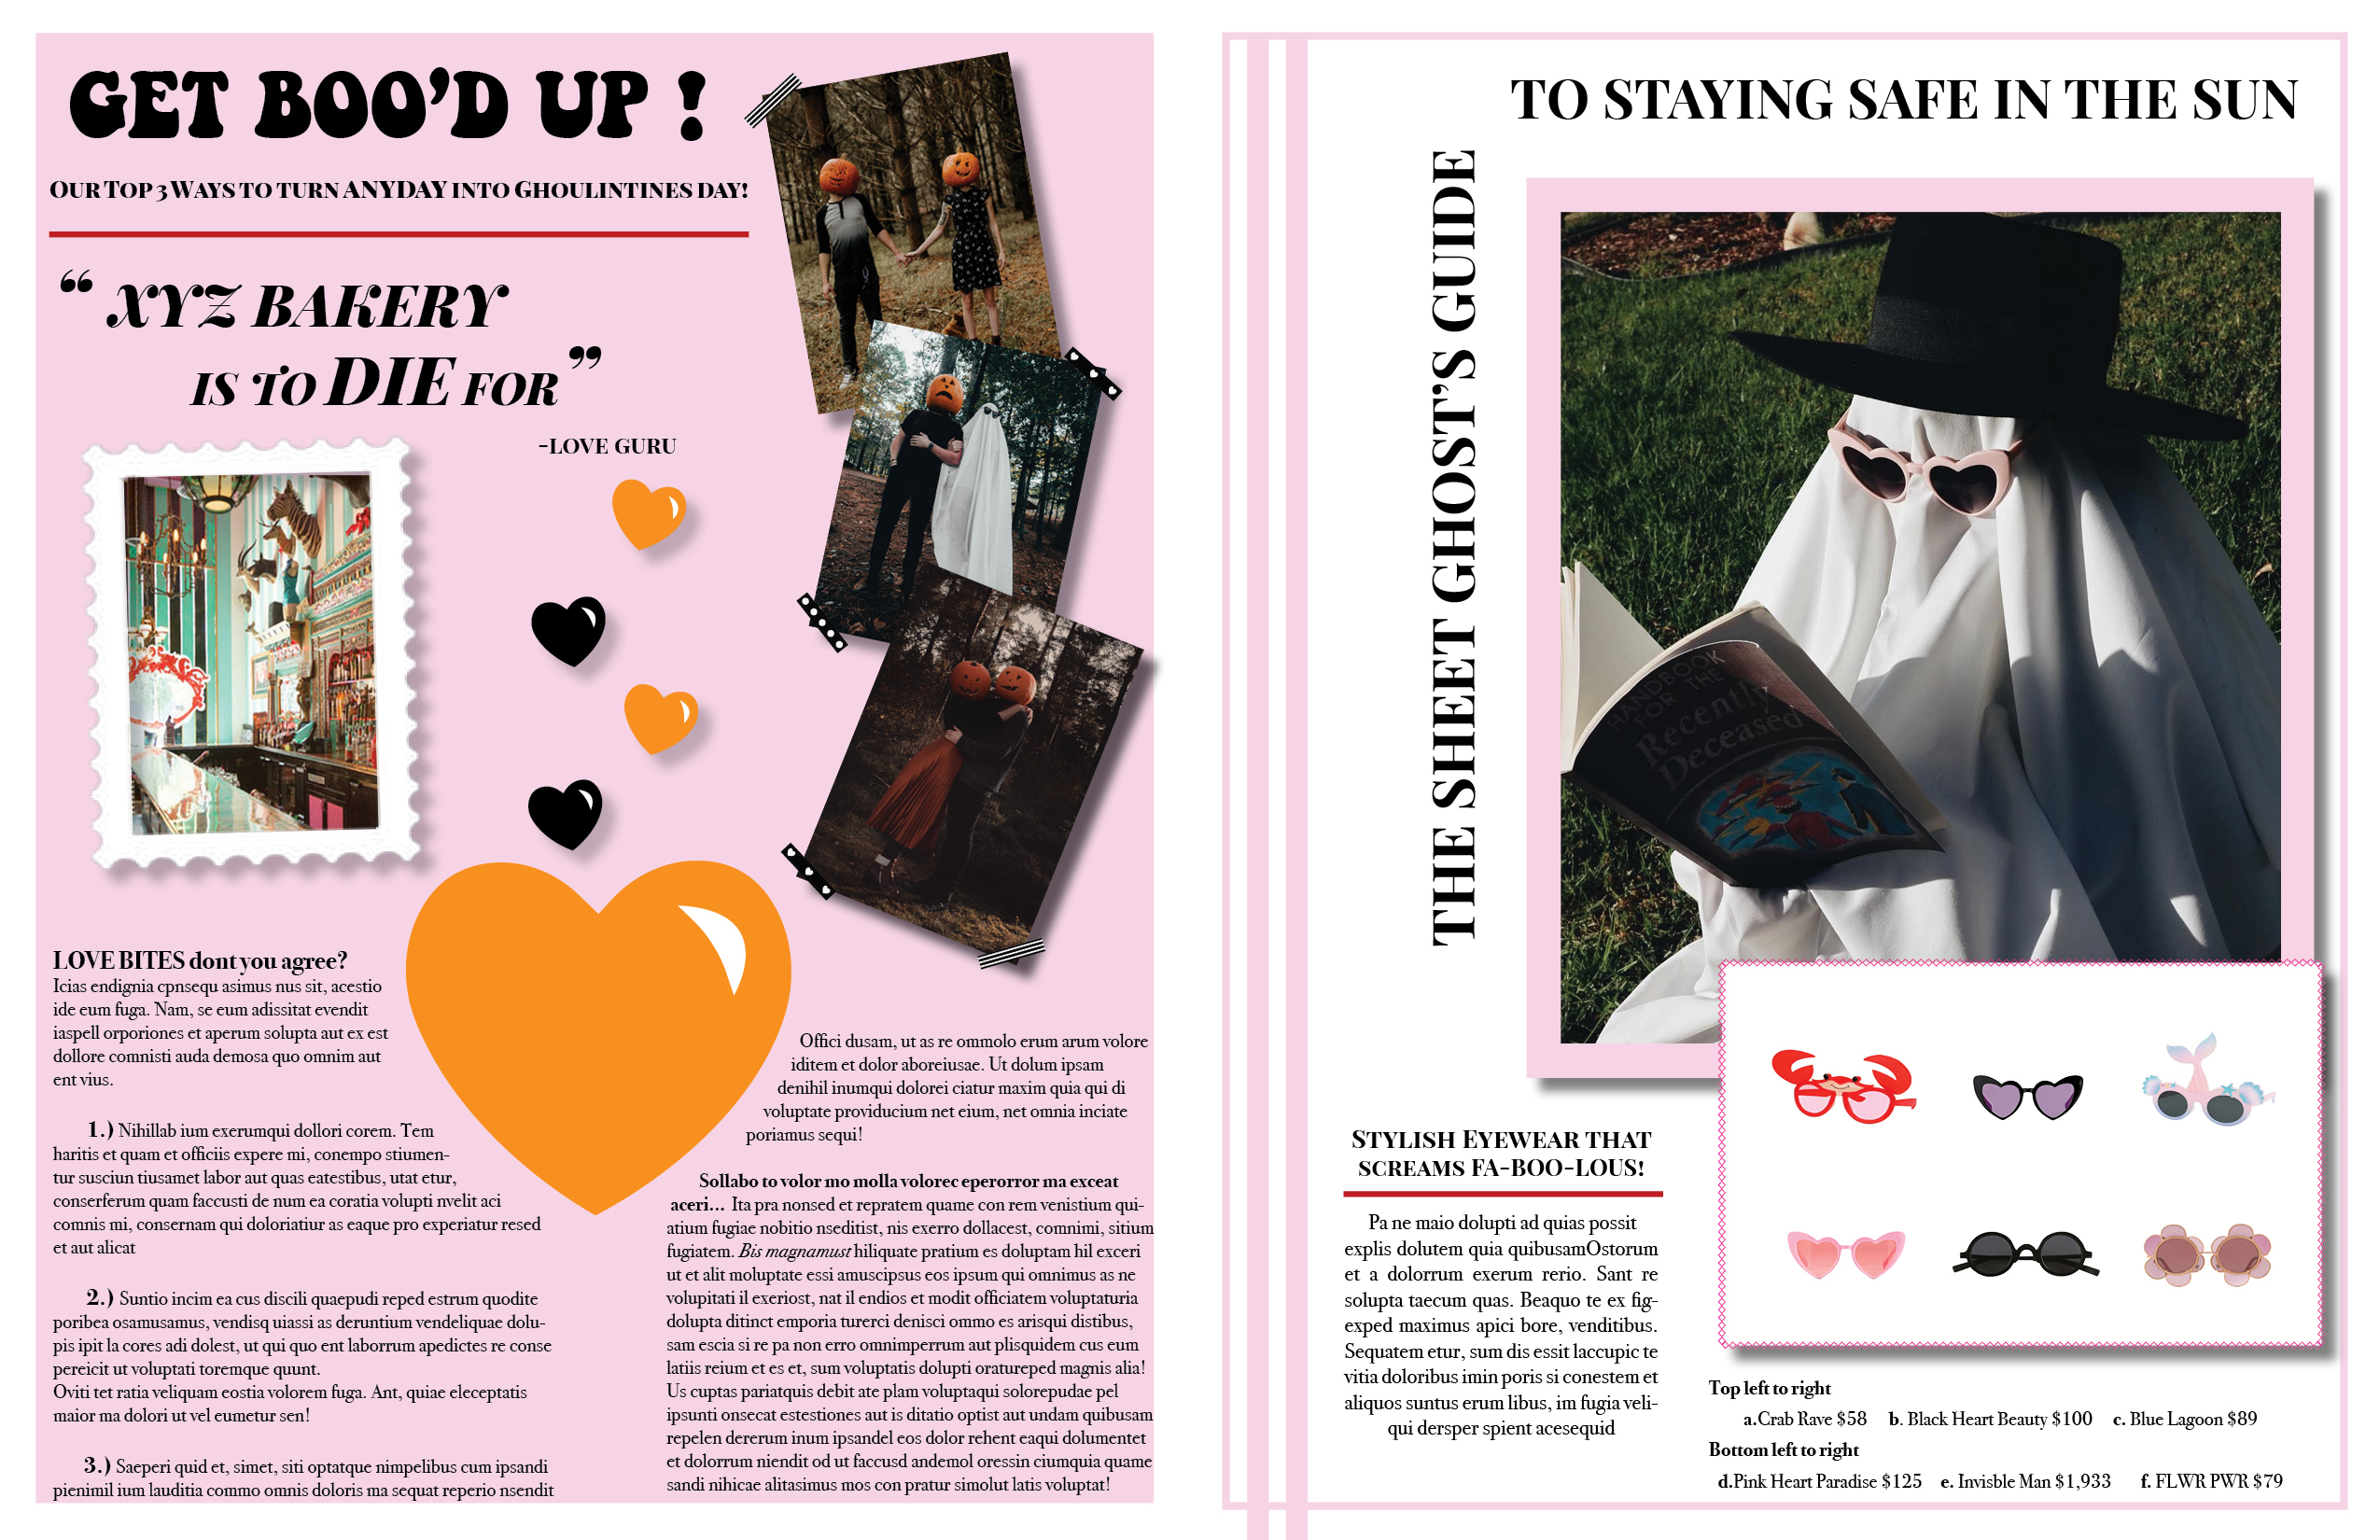 GET BOO'D UP !
OUR TOP 3 WAYS TO TURN ANYDAY INTO GHOULINTINES DAY!
“ XYZ BAKERY
IS TO DIE FOR ”
-LOVE GURU
LOVE BITES dont you agree?
Icias endignia cpnsequ asimus nus sit, acestio
ide eum fuga. Nam, se eum adissitat evendit
iaspell orporiones et aperum solupta aut ex est
dollore comnisti auda demosa quo omnim aut
ent vius.
1.) Nihillab ium exerumqui dollori corem. Tem
haritis et quam et officiis expere mi, conempo stiumen-
tur susciun tiusamet labor aut quas eatestibus, utat etur,
conserferum quam faccusti de num ea coratia volupti nvelit aci
comnis mi, consernam qui doloriatiur as eaque pro experiatur resed
et aut alicat
2.) Suntio incim ea cus discili quaepudi reped estrum quodite
poribea osamusamus, vendisq uiassi as deruntium vendeliquae dolu-
pis ipit la cores adi dolest, ut qui quo ent laborrum apedictes re conse
pereicit ut voluptati toremque quunt.
Oviti tet ratia veliquam eostia volorem fuga. Ant, quiae eleceptatis
maior ma dolori ut vel eumetur sen!
3.) Saeperi quid et, simet, siti optatque nimpelibus cum ipsandi
pienimil ium lauditia commo omnis doloris ma sequat reperio nsendit
Offici dusam, ut as re ommolo erum arum volore
iditem et dolor aboreiusae. Ut dolum ipsam
denihil inumqui dolorei ciatur maxim quia qui di
voluptate providucium net eium, net omnia inciate
poriamus sequi!
Sollabo to volor mo molla volorec eperorror ma exceat
aceri... Ita pra nonsed et repratem quame con rem venistium qui-
atium fugiae nobitio nseditist, nis exerro dollacest, comnimi, sitium
fugiatem. Bis magnamust hiliquate pratium es doluptam hil exceri
ut et alit moluptate essi amuscipsus eos ipsum qui omnimus as ne
volupitati il exeriost, nat il endios et modit officiatem voluptaturia
dolupta ditinct emporia turerci denisci ommo es arisqui distibus,
sam escia si re pa non erro omnimperrum aut plisquidem cus eum
latiis reium et es et, sum voluptatis dolupti oratureped magnis alia!
Us cuptas pariatquis debit ate plam voluptaqui solorepudae pel
ipsunti onsecat estestiones aut is ditatio optist aut undam quibusam
repelen dererum inum ipsandel eos dolor rehent eaqui dolumentet
et dolorrum niendit od ut faccusd andemol oressin ciumquia quame
sandi nihicae alitasimus mos con pratur simolut latis voluptat!
THE SHEET GHOST'S GUIDE
TO STAYING SAFE IN THE SUN
HANDBOOK
FOR THE
Recently
Deceased
STYLISH EYEWEAR THAT
SCREAMS FA-BOO-LOUS!
Pa ne maio dolupti ad quias possit
explis dolutem quia quibusamOstorum
et a dolorrum exerum rerio. Sant re
solupta taecum quas. Beaquo te ex fig-
exped maximus apici bore, venditibus.
Sequatem etur, sum dis essit laccupic te
vitia doloribus imin poris si conestem et
aliquos suntus erum libus, im fugia veli-
qui dersper spient acesequid
Top left to right
a.Crab Rave $58 b. Black Heart Beauty $100 c. Blue Lagoon $89
Bottom left to right
d.Pink Heart Paradise $125 e. Invisble Man $1,933 f. FLWR PWR $79